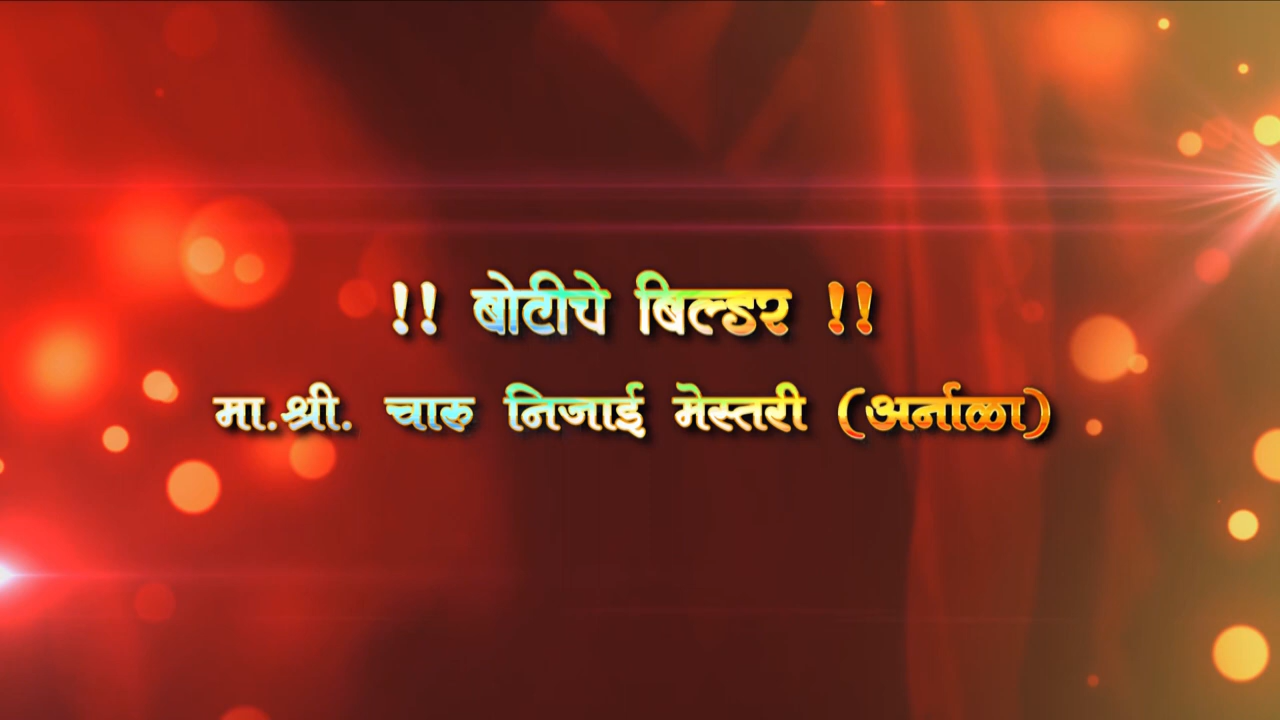 !! बोटीचे बिल्डर !!
मा.श्री. चारु निजाई मेस्तरी (अर्नाळा)